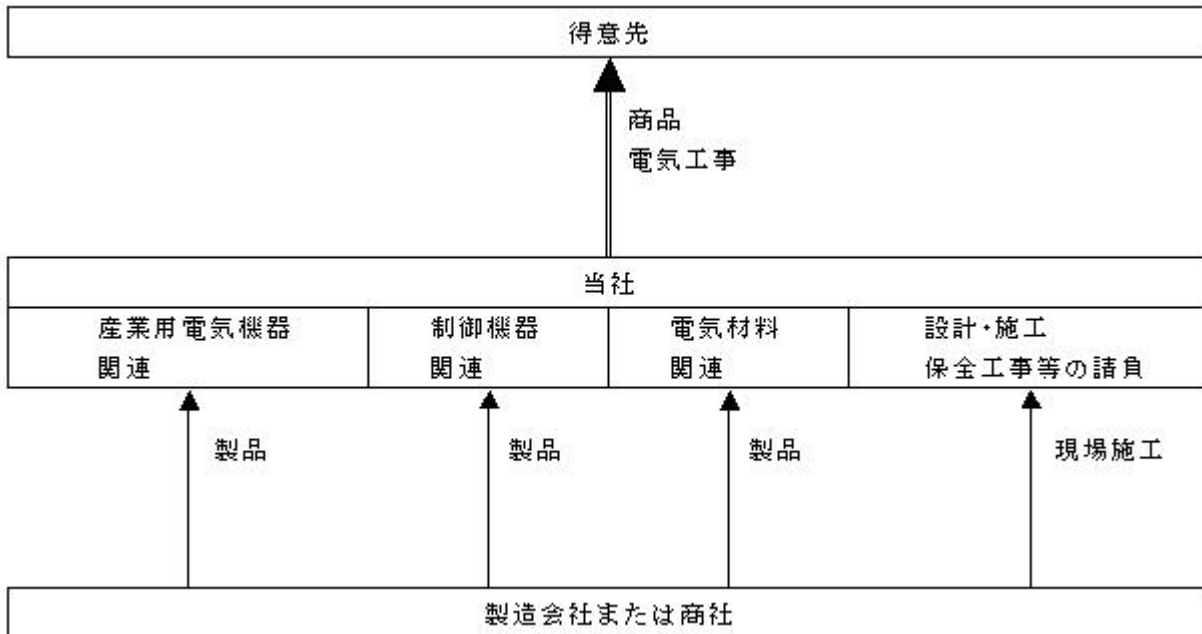 得意先
商品
電気工事
当社
産業用電気機器
関連
制御機器
関連
電気材料
関連
設計・施工
保全工事等の請負
製品
製品
製品
現場施工
製造会社または商社